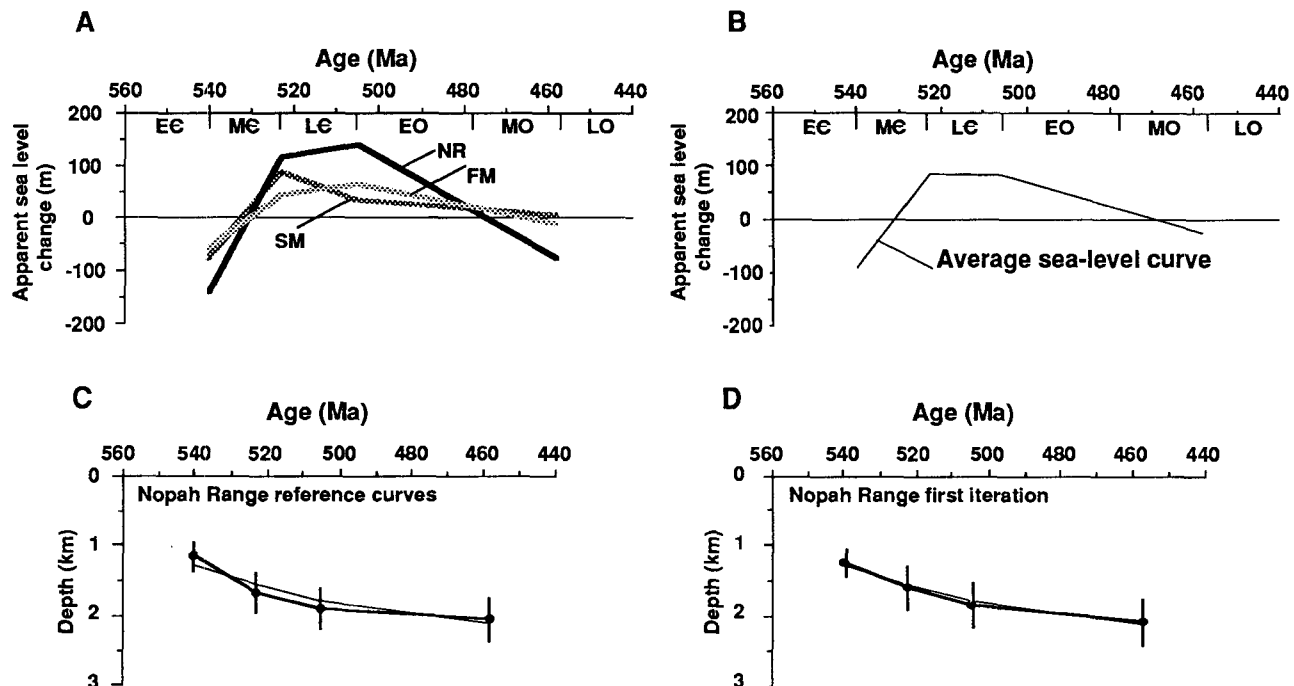 A
Age (Ma)
560 540 520 500 480 460 440
EЄ MЄ LЄ EO MO LO
Apparent sea level
change (m)
200
100
0
-100
-200
NR
FM
SM
B
Age (Ma)
560 540 520 500 480 460 440
EЄ MЄ LЄ EO MO LO
Apparent sea level
change (m)
200
100
0
-100
-200
Average sea-level curve
C
Age (Ma)
560 540 520 500 480 460 440
Depth (km)
0
1
2
3
Nopah Range reference curves
D
Age (Ma)
560 540 520 500 480 460 440
Depth (km)
0
1
2
3
Nopah Range first iteration